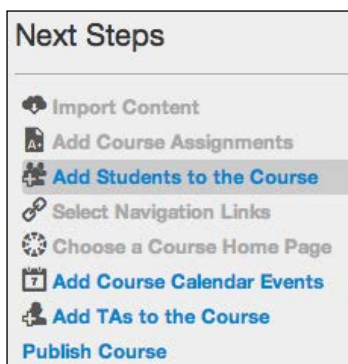 Next Steps
Import Content
Add Course Assignments
Add Students to the Course
Select Navigation Links
Choose a Course Home Page
7 Add Course Calendar Events
Add TAs to the Course
Publish Course